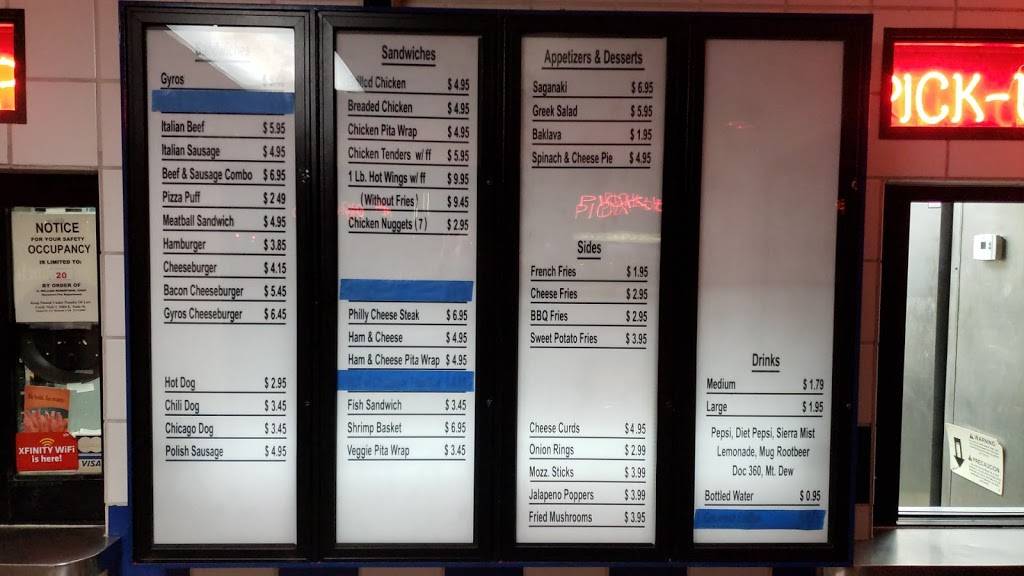 NOTICE
FOR YOUR SAFETY
OCCUPANCY
IS LIMITED TO:
20
BY ORDER OF
XFINITY WiFi
is here!
VISA
Gyros
Italian Beef $ 5.95
Italian Sausage $ 4.95
Beef & Sausage Combo $ 6.95
Pizza Puff $ 2.49
Meatball Sandwich $ 4.95
Hamburger $ 3.85
Cheeseburger $ 4.15
Bacon Cheeseburger $ 5.45
Gyros Cheeseburger $ 6.45
Hot Dog $ 2.95
Chili Dog $ 3.45
Chicago Dog $ 3.45
Polish Sausage $ 4.95
Sandwiches
Chicken $ 4.95
Breaded Chicken $ 4.95
Chicken Pita Wrap $ 4.95
Chicken Tenders w/ ff $ 5.95
1 Lb. Hot Wings w/ ff $ 9.95
(Without Fries) $ 9.45
Chicken Nuggets (7) $ 2.95
Philly Cheese Steak $ 6.95
Ham & Cheese $ 4.95
Ham & Cheese Pita Wrap $ 4.95
Fish Sandwich $ 3.45
Shrimp Basket $ 6.95
Veggie Pita Wrap $ 3.45
Appetizers & Desserts
Saganaki $ 6.95
Greek Salad $ 5.95
Baklava $ 1.95
Spinach & Cheese Pie $ 4.95
Sides
French Fries $ 1.95
Cheese Fries $ 2.95
BBQ Fries $ 2.95
Sweet Potato Fries $ 3.95
Cheese Curds $ 4.95
Onion Rings $ 2.99
Mozz. Sticks $ 3.99
Jalapeno Poppers $ 3.99
Fried Mushrooms $ 3.95
Drinks
Medium $ 1.79
Large $ 1.95
Pepsi, Diet Pepsi, Sierra Mist
Lemonade, Mug Rootbeer
Doc 360, Mt. Dew
Bottled Water $ 0.95
PICK-
WARNING
PRECAUCION